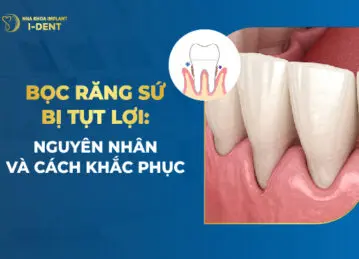 NHA KHOA IMPLANT
I-DENT
BỌC RĂNG SỨ
BỊ TỤT LỢI:
NGUYÊN NHÂN
VÀ CÁCH KHẮC PHỤC